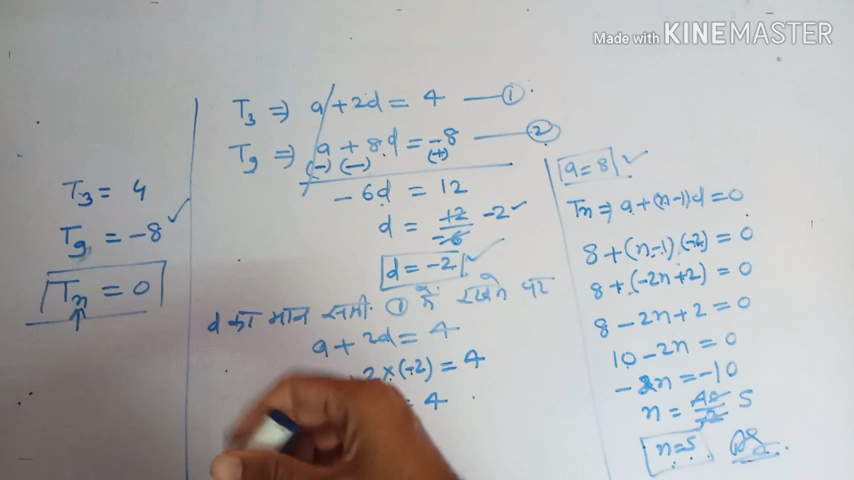 Made with KINEMASTER
T₃ = 4
T₉ = -8 ✓
Tn = 0
T₃ ⇒ a + 2d = 4 — ①
T₉ ⇒ a + 8d = -8 — ②
(-) (-) (+)
- 6d = 12
d = 12/-6 -2 ✓
d = -2 ✓
d का मान समी. ① में रखने पर
a + 2d = 4
2 × (-2) = 4
= 4
a = 8 ✓
Tn ⇒ a + (n-1)d = 0
8 + (n-1) (-2) = 0
8 + (-2n+2) = 0
8 - 2n + 2 = 0
10 - 2n = 0
- 2n = -10
n = 10/2 5
n=5